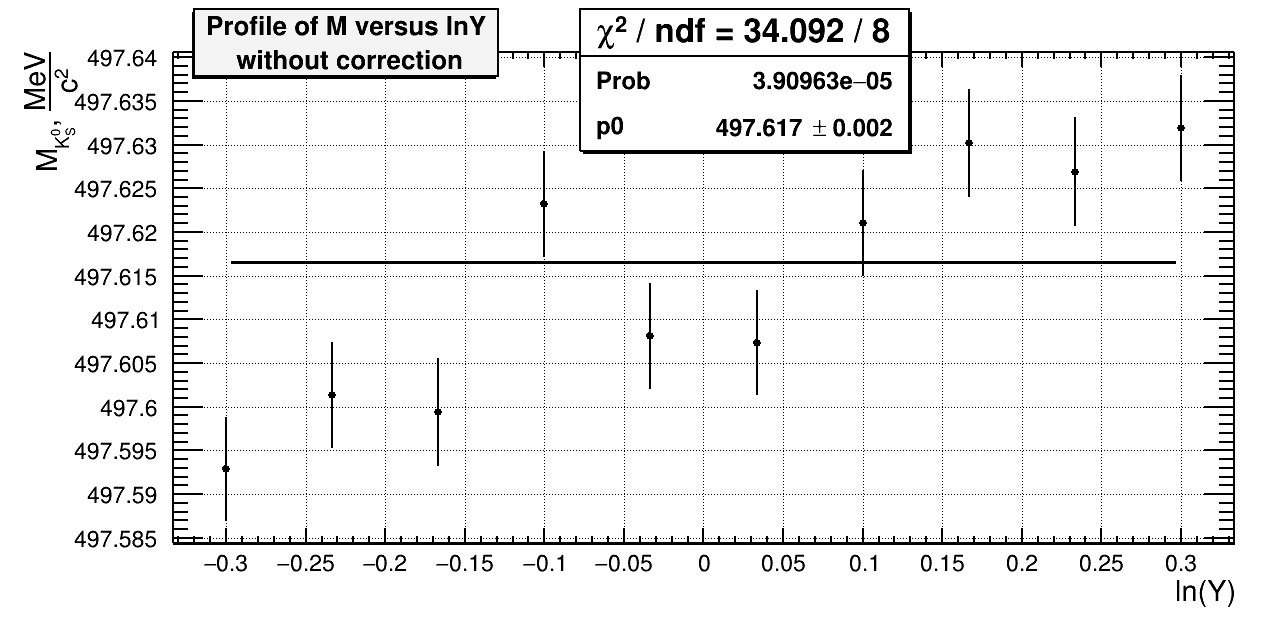 Profile of M versus lnY
without correction
χ² / ndf = 34.092 / 8
Prob 3.90963e−05
p0 497.617 ± 0.002
M_{K_S^0}, MeV/c²
497.64
497.635
497.63
497.625
497.62
497.615
497.61
497.605
497.6
497.595
497.59
497.585
−0.3 −0.25 −0.2 −0.15 −0.1 −0.05 0 0.05 0.1 0.15 0.2 0.25 0.3
ln(Y)